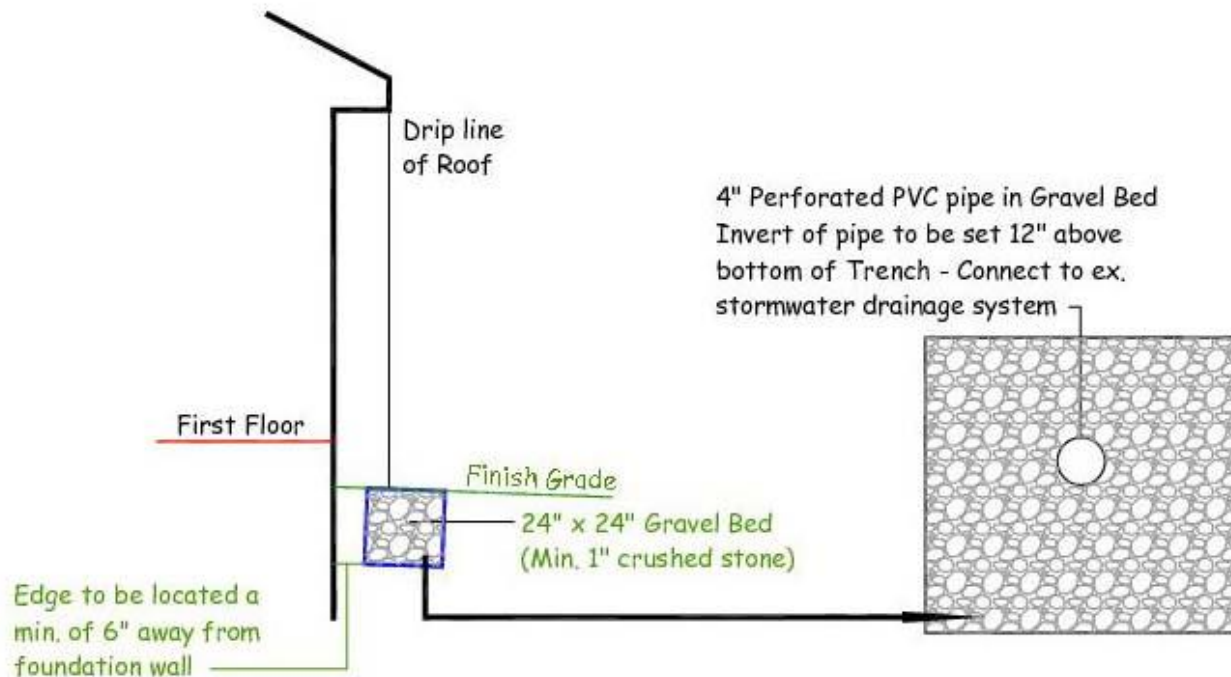 Drip line
of Roof
4" Perforated PVC pipe in Gravel Bed
Invert of pipe to be set 12" above
bottom of Trench - Connect to ex.
stormwater drainage system
First Floor
Finish Grade
24" x 24" Gravel Bed
(Min. 1" crushed stone)
Edge to be located a
min. of 6" away from
foundation wall